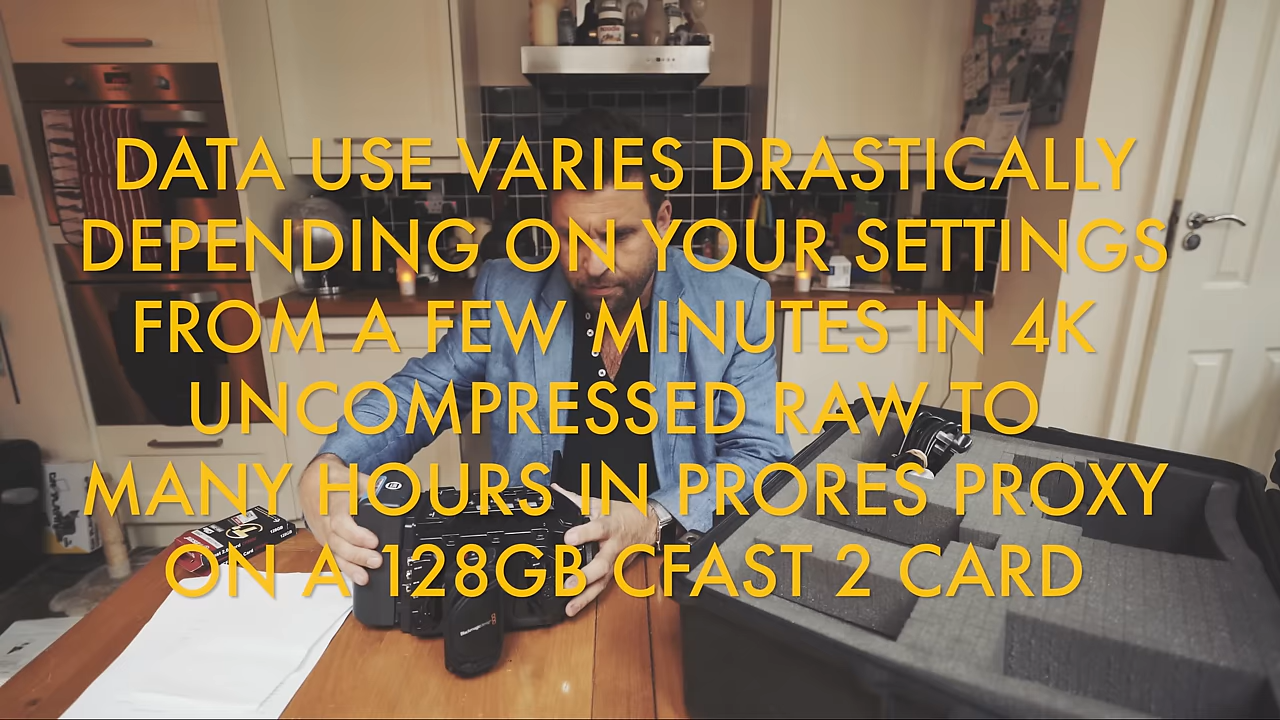 DATA USE VARIES DRASTICALLY
DEPENDING ON YOUR SETTINGS
FROM A FEW MINUTES IN 4K
UNCOMPRESSED RAW TO
MANY HOURS IN PRORES PROXY
ON A 128GB CFAST 2 CARD